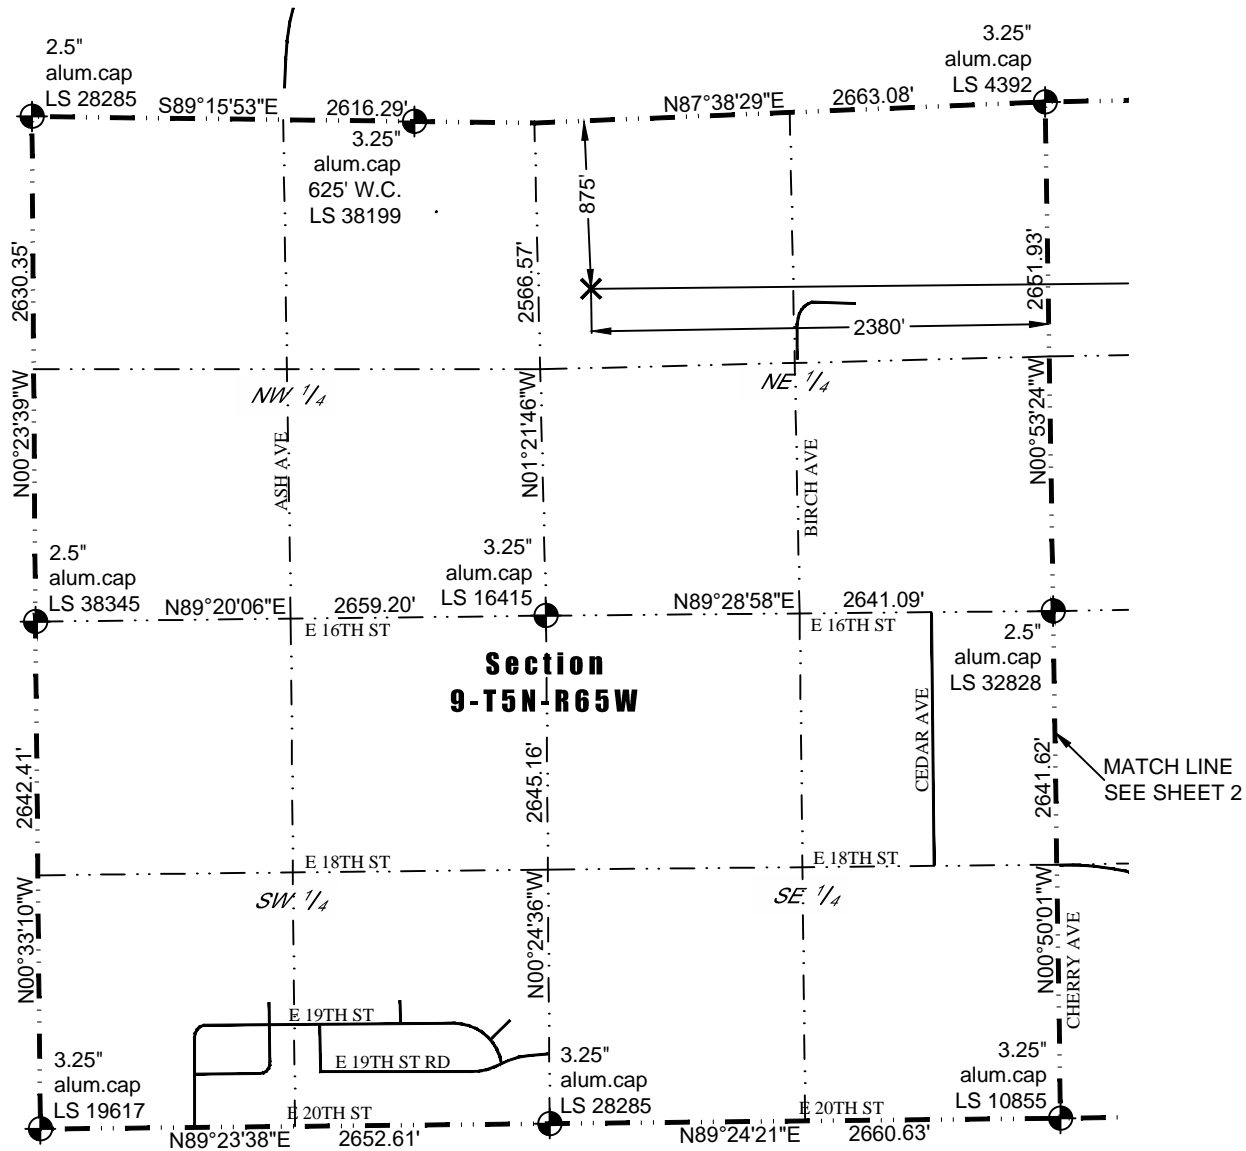 2.5"
alum.cap
LS 28285
S89°15'53"E
2616.29'
3.25"
alum.cap
625' W.C.
LS 38199
N87°38'29"E
2663.08'
3.25"
alum.cap
LS 4392
875'
2380'
2630.35'
N00°23'39"W
2566.57'
N01°21'46"W
2651.93'
N00°53'24"W
NW 1/4
NE 1/4
ASH AVE
BIRCH AVE
2.5"
alum.cap
LS 38345
N89°20'06"E
2659.20'
E 16TH ST
3.25"
alum.cap
LS 16415
N89°28'58"E
2641.09'
E 16TH ST
2.5"
alum.cap
LS 32828
Section
9-T5N-R65W
CEDAR AVE
MATCH LINE
SEE SHEET 2
2642.41'
N00°33'10"W
2645.16'
N00°24'36"W
2641.62'
N00°50'01"W
E 18TH ST
E 18TH ST
SW 1/4
SE 1/4
CHERRY AVE
E 19TH ST
E 19TH ST RD
3.25"
alum.cap
LS 19617
E 20TH ST
N89°23'38"E
2652.61'
3.25"
alum.cap
LS 28285
E 20TH ST
N89°24'21"E
2660.63'
3.25"
alum.cap
LS 10855